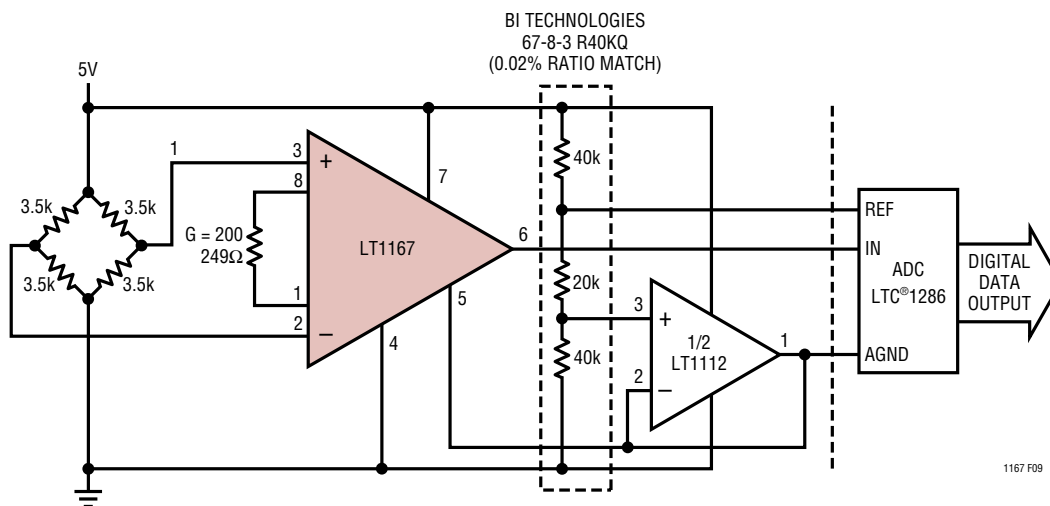 BI TECHNOLOGIES
67-8-3 R40KQ
(0.02% RATIO MATCH)
5V
1
3
+
8
7
40k
3.5k
3.5k
G = 200
249Ω
LT1167
6
REF
IN
ADC
LTC®1286
DIGITAL
DATA
OUTPUT
3.5k
3.5k
1
5
20k
2
–
4
3
+
1/2
LT1112
1
AGND
40k
2
–
1167 F09